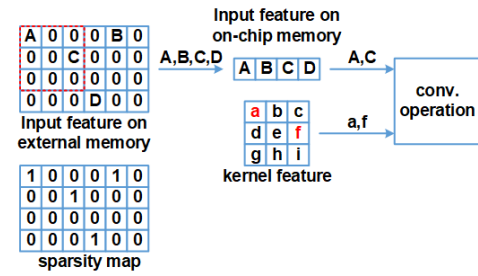 A 0 0 0 B 0
0 0 C 0 0 0
0 0 0 0 0 0
0 0 0 D 0 0
Input feature on
external memory
1 0 0 0 1 0
0 0 1 0 0 0
0 0 0 0 0 0
0 0 0 1 0 0
sparsity map
A,B,C,D
Input feature on
on-chip memory
A B C D
a b c
d e f
g h i
kernel feature
A,C
a,f
conv.
operation